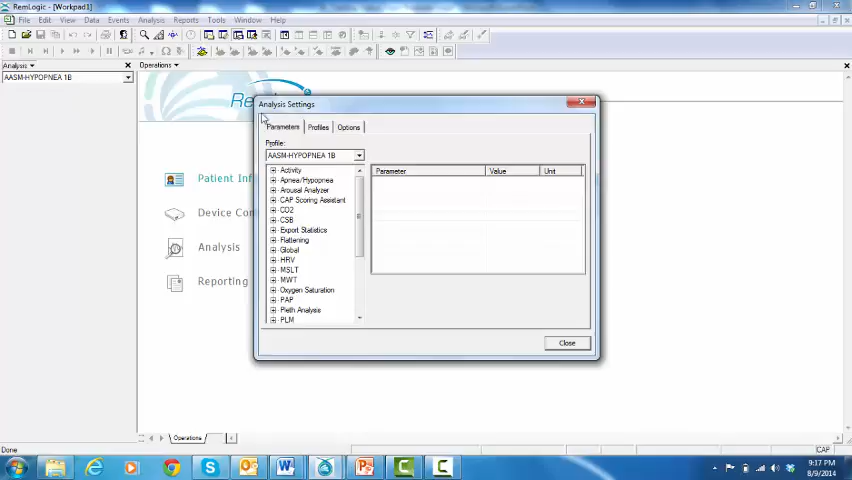 RemLogic - [Workpad1]
File Edit View Data Events Analysis Reports Tools Window Help
Analysis
Operations
AASM-HYPOPNEA 1B
Re
Patient Inf
Device Con
Analysis
Reporting
Analysis Settings
Parameters Profiles Options
Profile:
AASM-HYPOPNEA 1B
Parameter Value Unit
Activity
Apnea/Hypopnea
Arousal Analyzer
CAP Scoring Assistant
CO2
CSB
Export Statistics
Flattening
Global
HRV
MSLT
MWT
Oxygen Saturation
PAP
Pleth Analysis
PLM
Close
Operations
Done
CAP
9:17 PM
8/9/2014